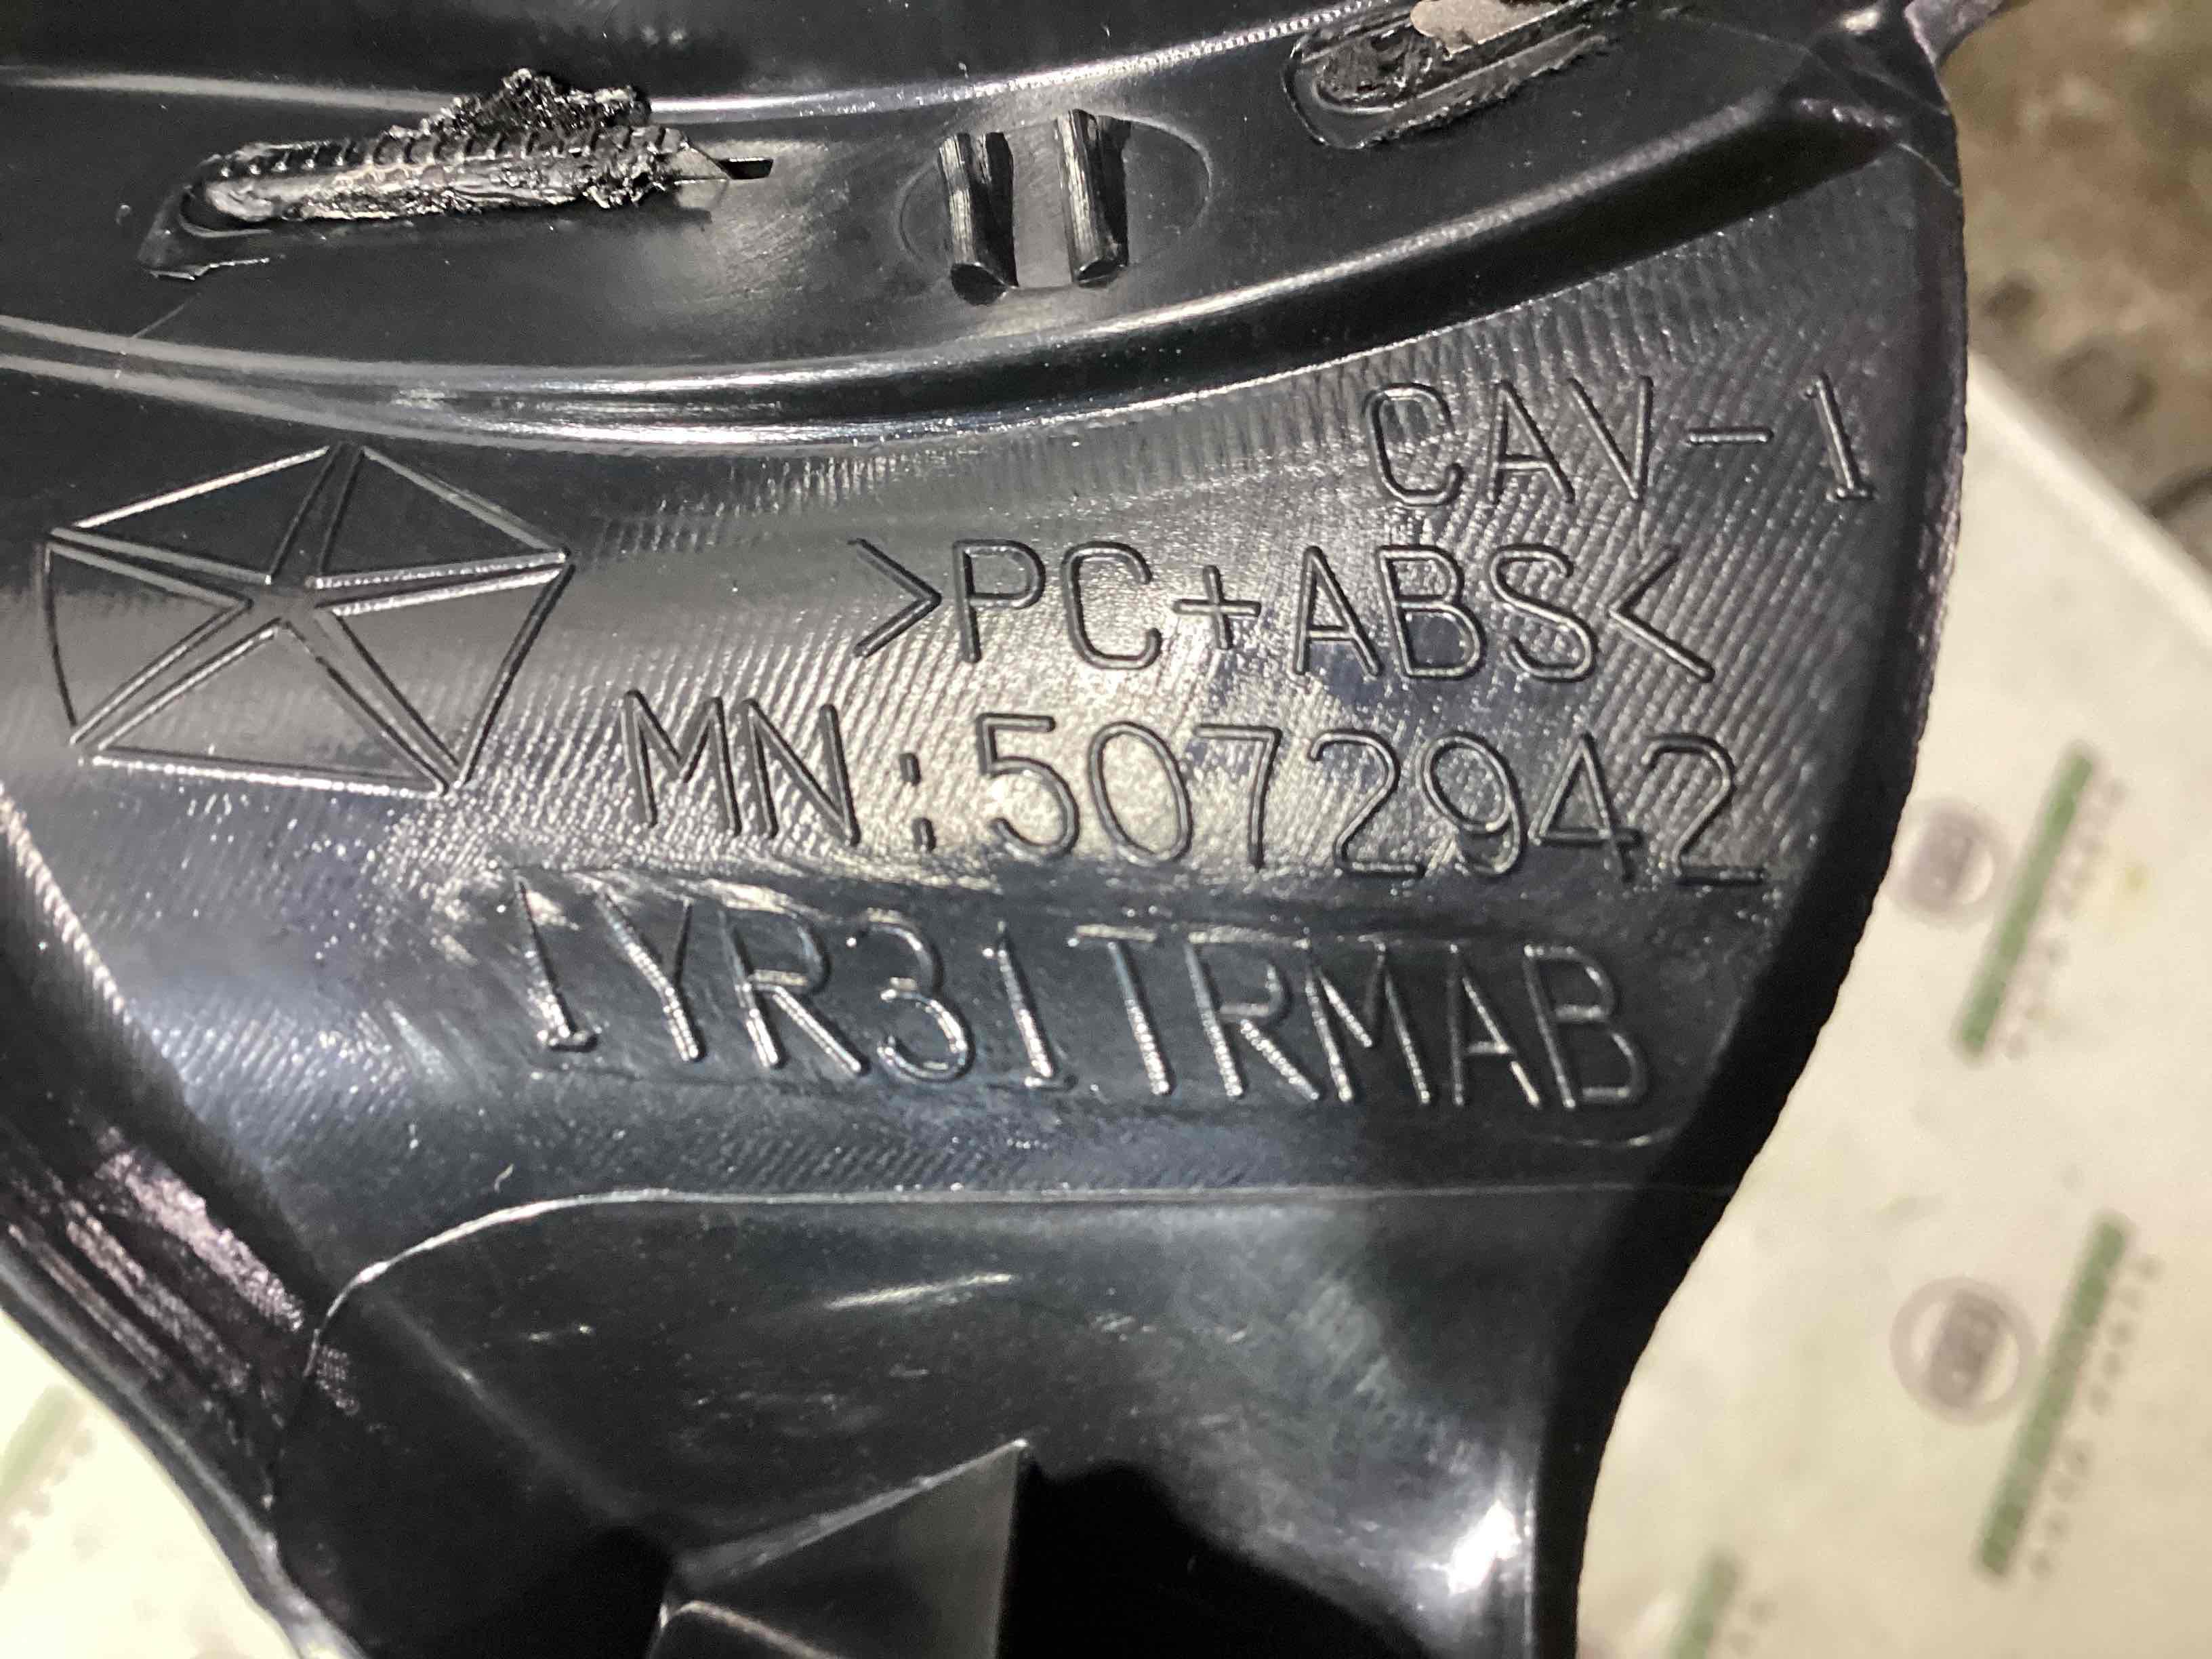 CAV-1
>PC+ABS<
MN:5072942
1YR31TRMAB